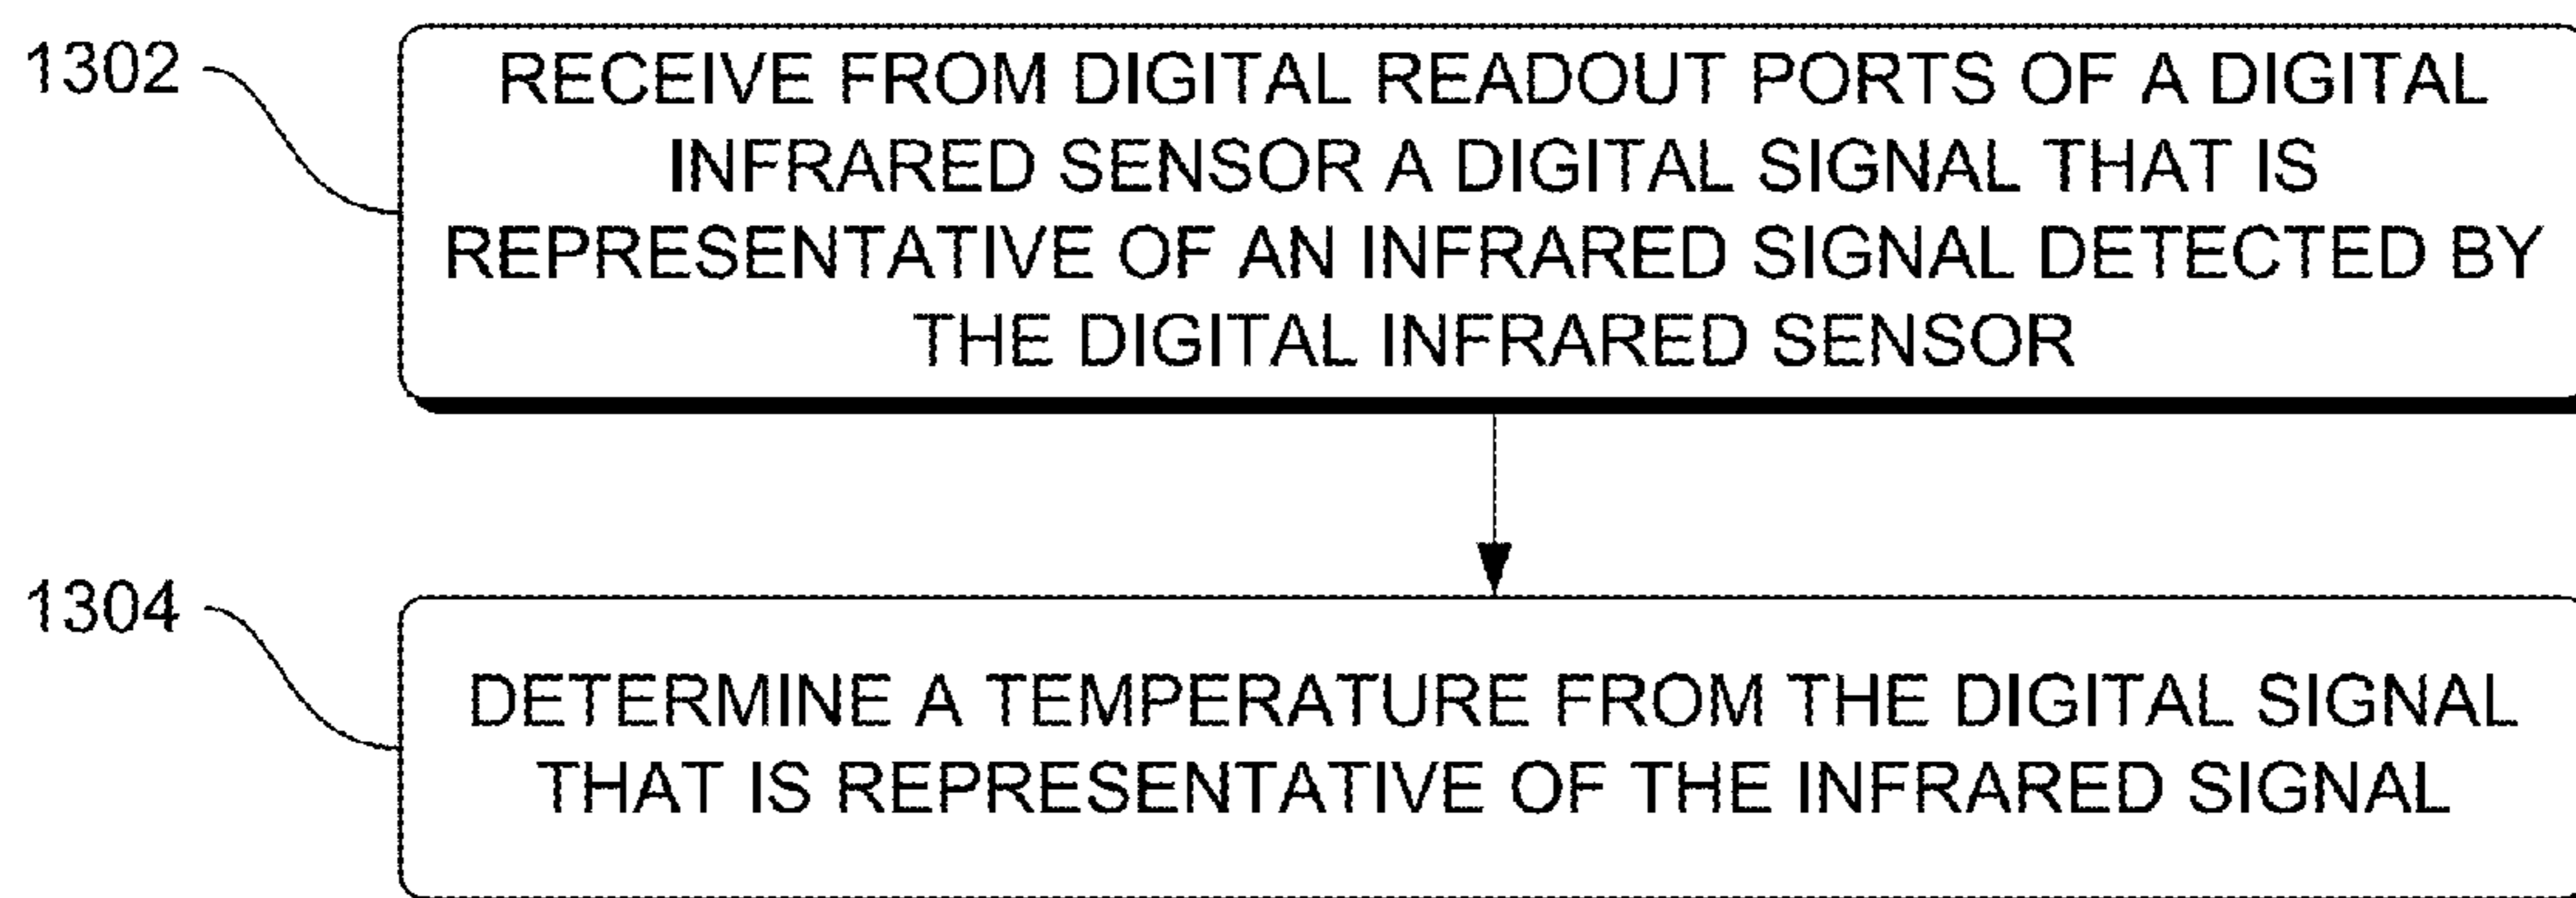 1302
RECEIVE FROM DIGITAL READOUT PORTS OF A DIGITAL
INFRARED SENSOR A DIGITAL SIGNAL THAT IS
REPRESENTATIVE OF AN INFRARED SIGNAL DETECTED BY
THE DIGITAL INFRARED SENSOR
1304
DETERMINE A TEMPERATURE FROM THE DIGITAL SIGNAL
THAT IS REPRESENTATIVE OF THE INFRARED SIGNAL